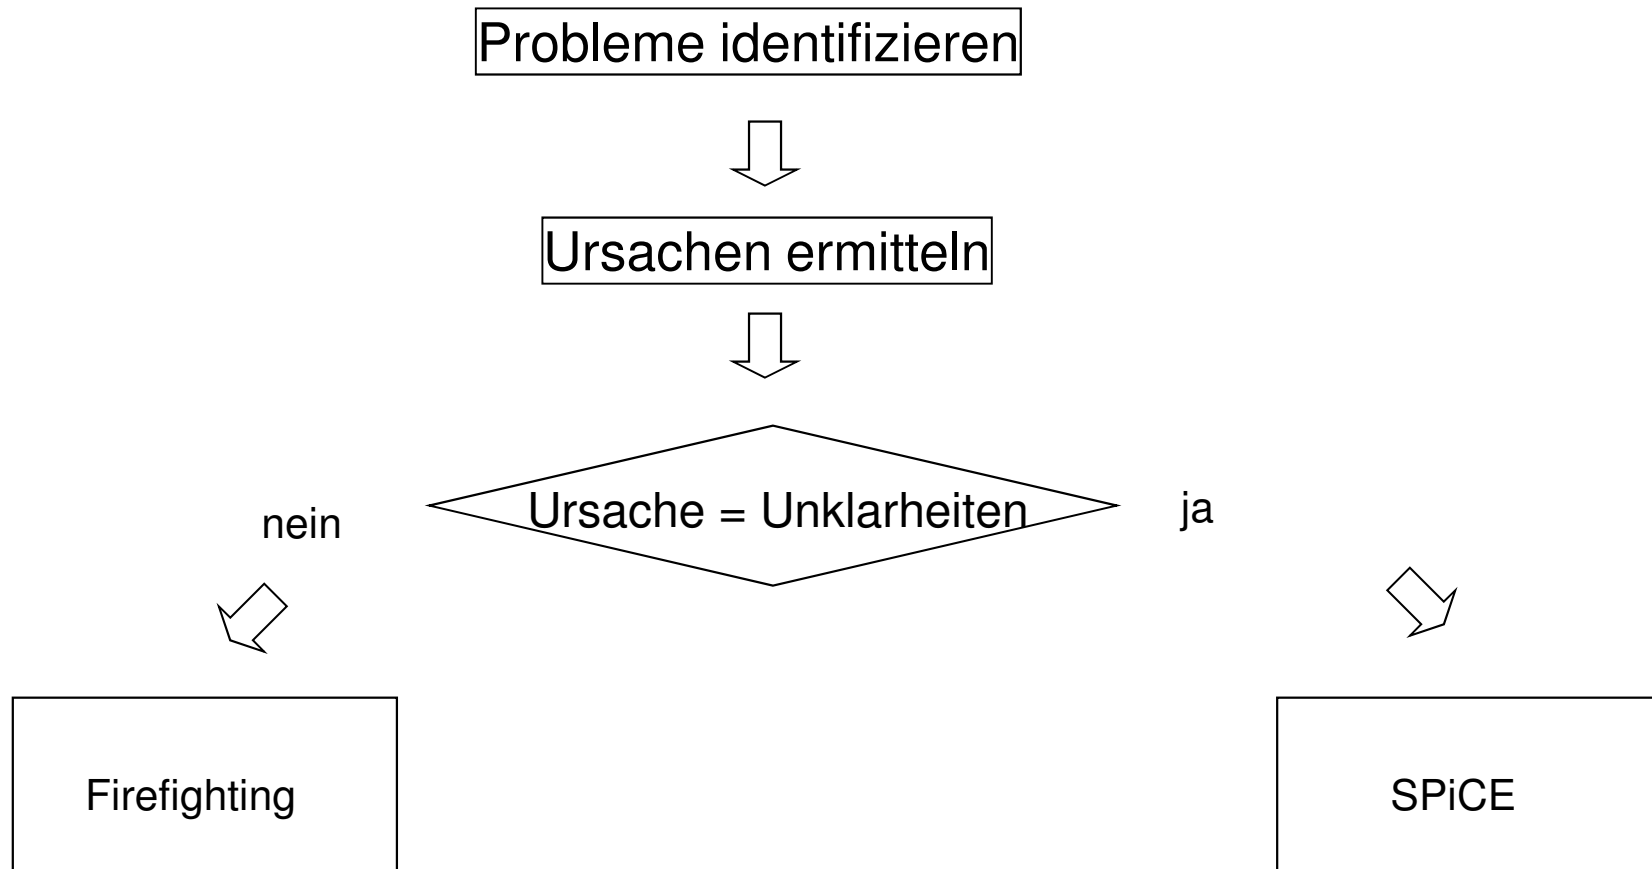 Probleme identifizieren
Ursachen ermitteln
Ursache = Unklarheiten
nein
ja
Firefighting
SPiCE